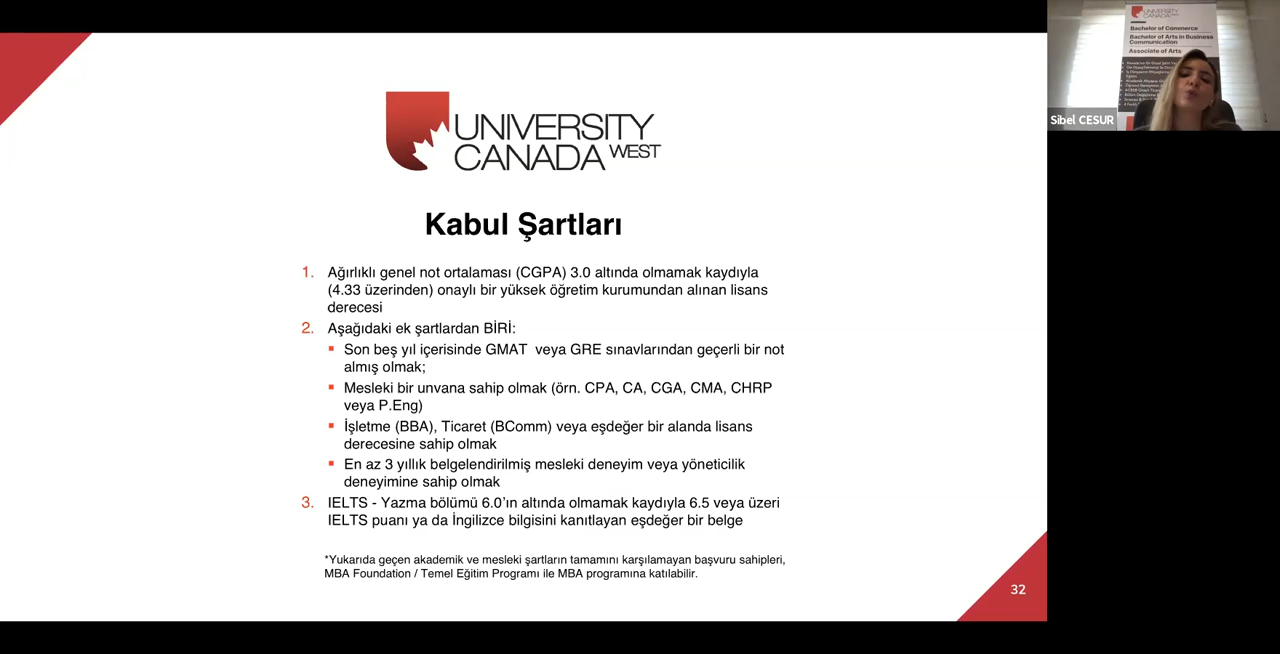 UNIVERSITY
CANADA WEST
Kabul Şartları
1. Ağırlıklı genel not ortalaması (CGPA) 3.0 altında olmamak kaydıyla
(4.33 üzerinden) onaylı bir yüksek öğretim kurumundan alınan lisans
derecesi
2. Aşağıdaki ek şartlardan BİRİ:
▪ Son beş yıl içerisinde GMAT veya GRE sınavlarından geçerli bir not
almış olmak;
▪ Mesleki bir unvana sahip olmak (örn. CPA, CA, CGA, CMA, CHRP
veya P.Eng)
▪ İşletme (BBA), Ticaret (BComm) veya eşdeğer bir alanda lisans
derecesine sahip olmak
▪ En az 3 yıllık belgelendirilmiş mesleki deneyim veya yöneticilik
deneyimine sahip olmak
3. IELTS - Yazma bölümü 6.0’ın altında olmamak kaydıyla 6.5 veya üzeri
IELTS puanı ya da İngilizce bilgisini kanıtlayan eşdeğer bir belge
*Yukarıda geçen akademik ve mesleki şartların tamamını karşılamayan başvuru sahipleri,
MBA Foundation / Temel Eğitim Programı ile MBA programına katılabilir.
32
UNIVERSITY
CANADA
Bachelor of Commerce
Bachelor of Arts in Business
Communication
Associate of Arts
Sibel CESUR